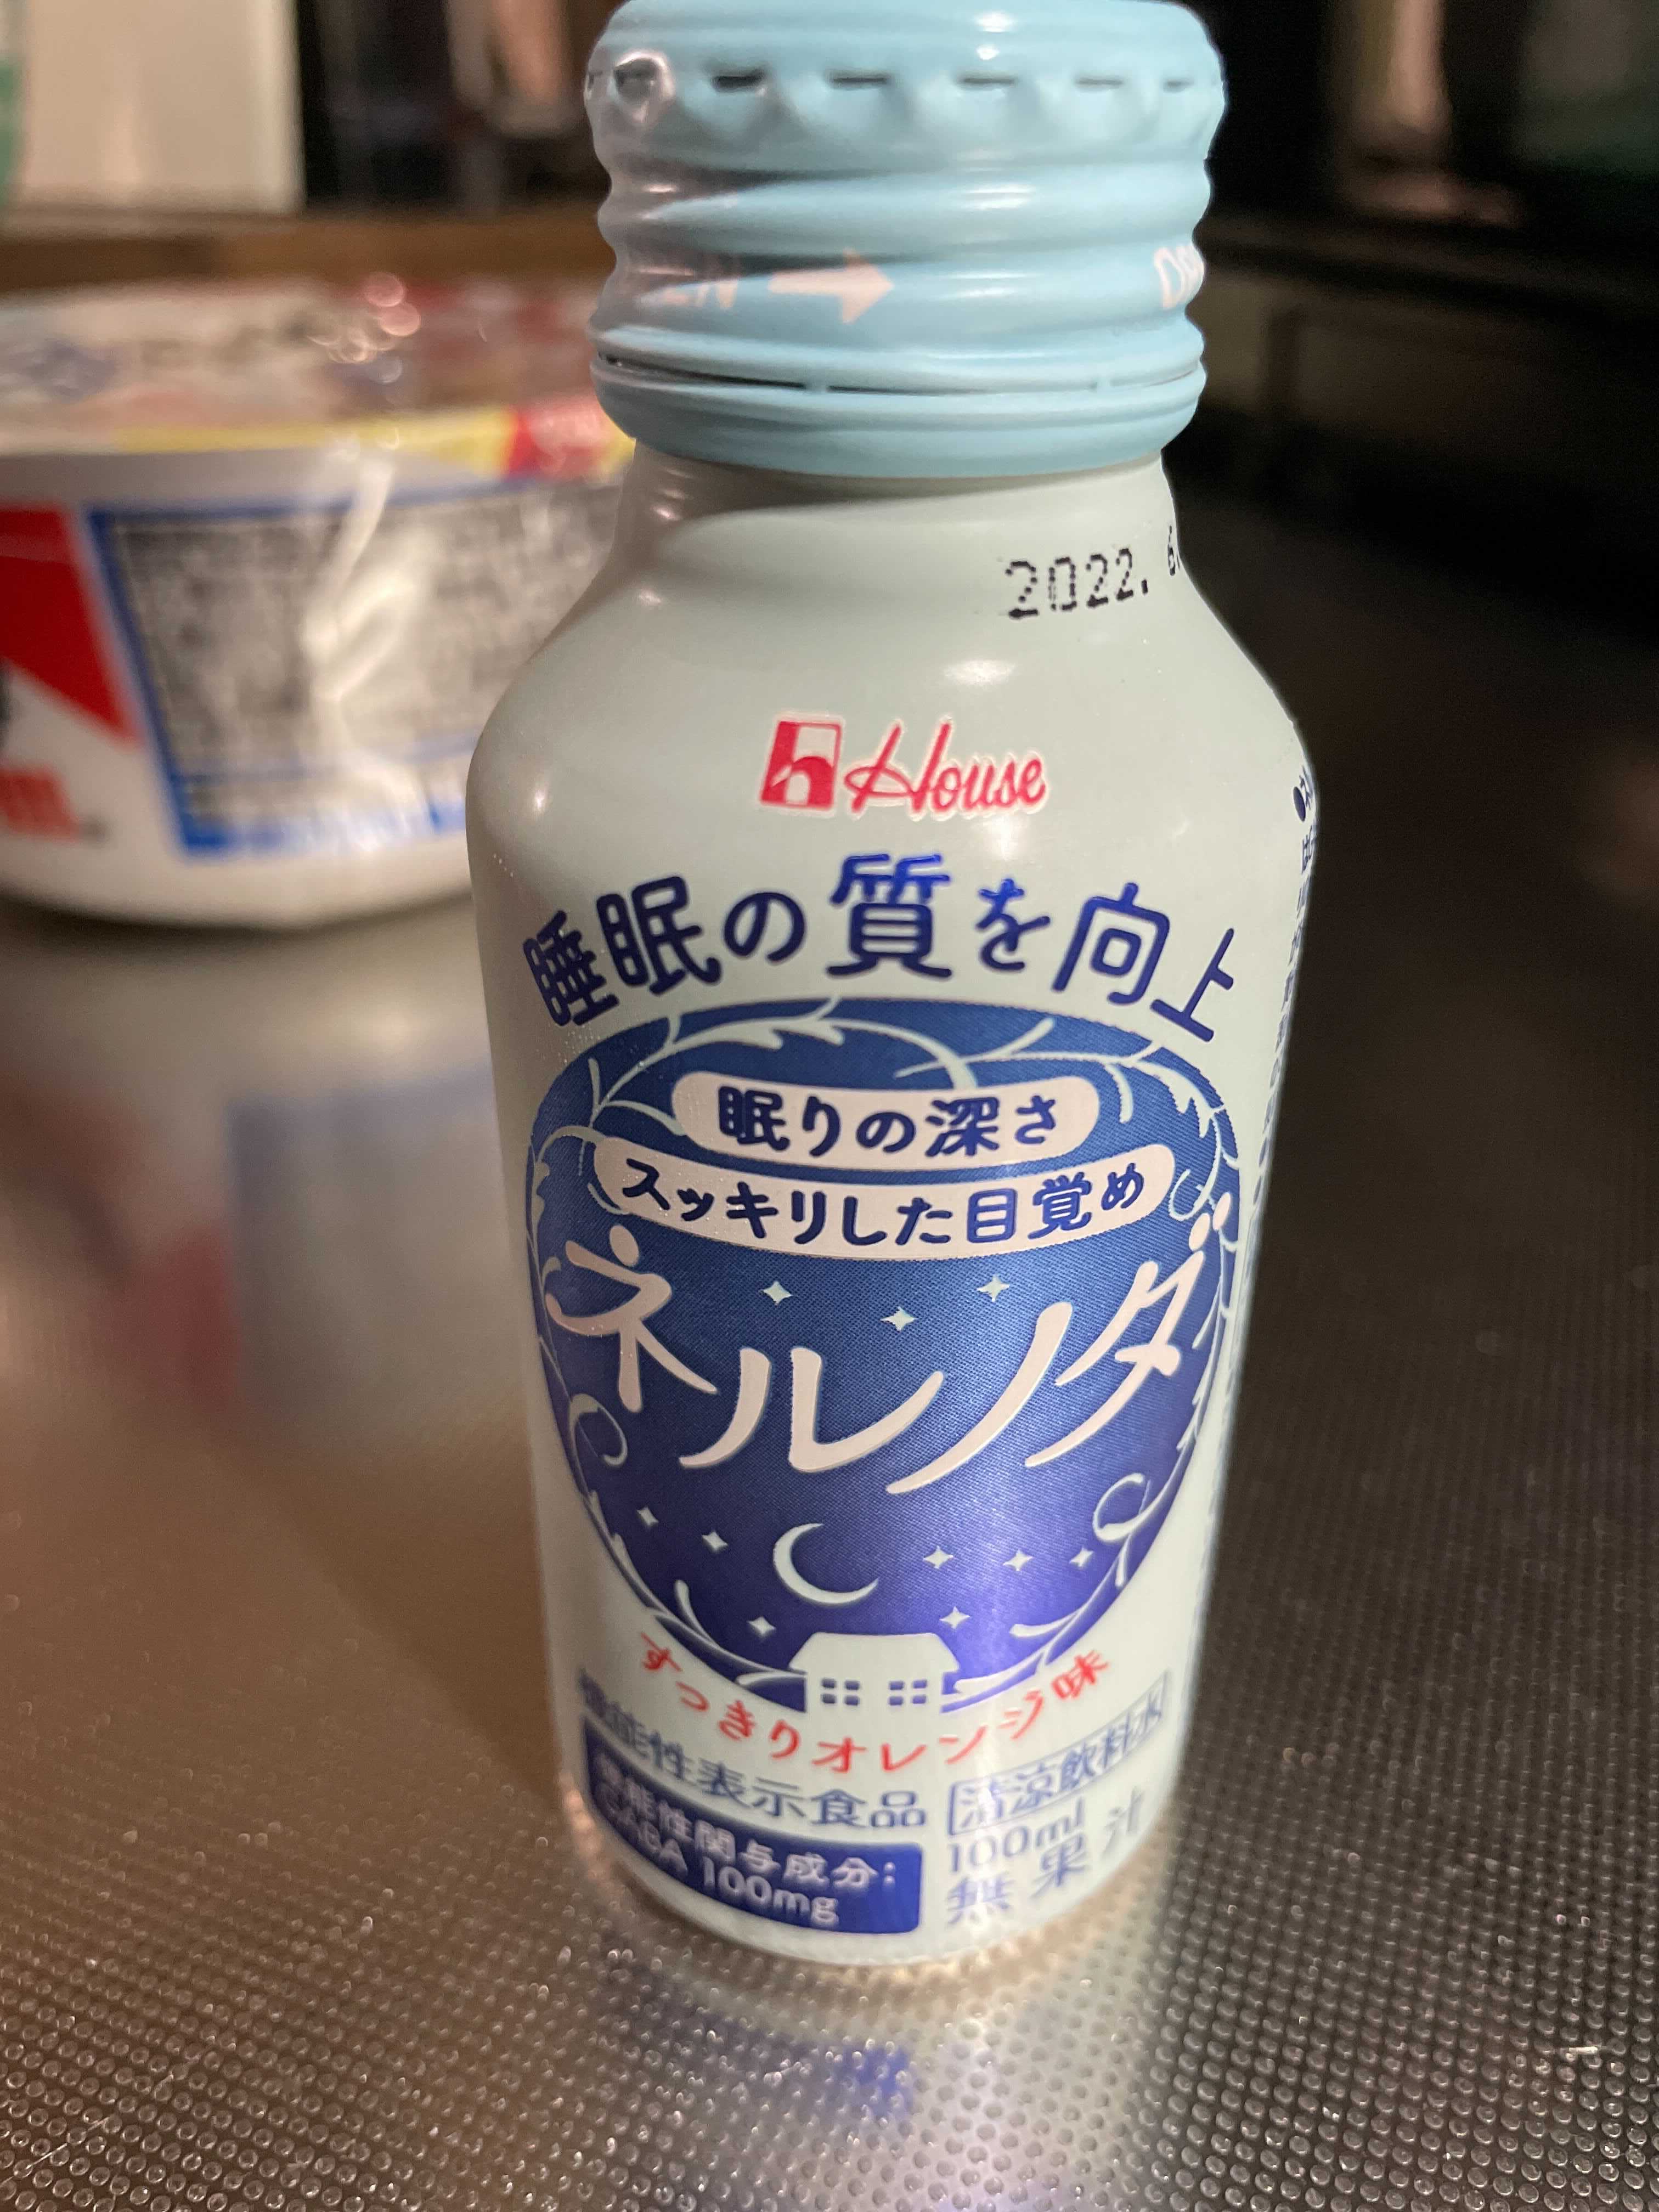 2022. 6.
House
睡眠の質を向上
眠りの深さ
スッキリした目覚め
ネルノダ
すっきりオレンジ味
機能性表示食品
清涼飲料水
機能性関与成分:
GABA 100mg
100ml
無果汁